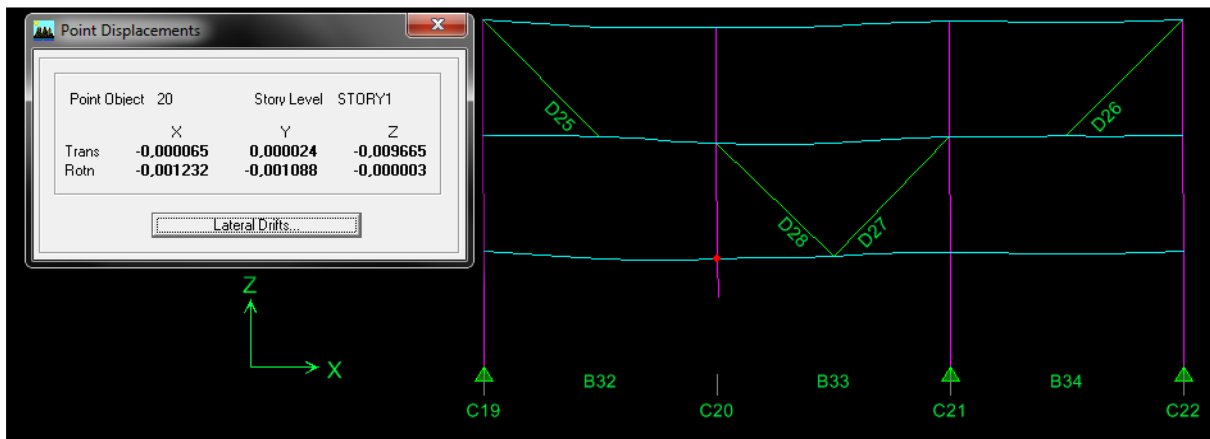 Point Displacements
Point Object 20 Story Level STORY1
X Y Z
Trans -0,000065 0,000024 -0,009665
Rotn -0,001232 -0,001088 -0,000003
Lateral Drifts...
D25
D26
D28
D27
Z
X
B32
B33
B34
C19
C20
C21
C22